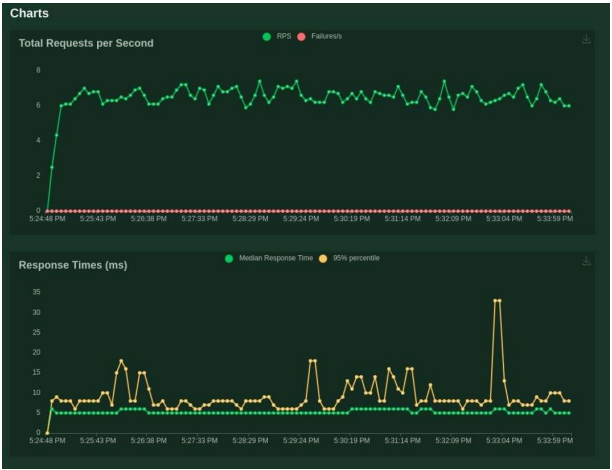 Charts
Total Requests per Second
RPS Failures/s
8
6
4
2
0
5:24:48 PM 5:25:43 PM 5:26:38 PM 5:27:33 PM 5:28:29 PM 5:29:24 PM 5:30:19 PM 5:31:14 PM 5:32:09 PM 5:33:04 PM 5:33:59 PM
Response Times (ms)
Median Response Time 95% percentile
35
30
25
20
15
10
5
0
5:24:48 PM 5:25:43 PM 5:26:38 PM 5:27:33 PM 5:28:29 PM 5:29:24 PM 5:30:19 PM 5:31:14 PM 5:32:09 PM 5:33:04 PM 5:33:59 PM